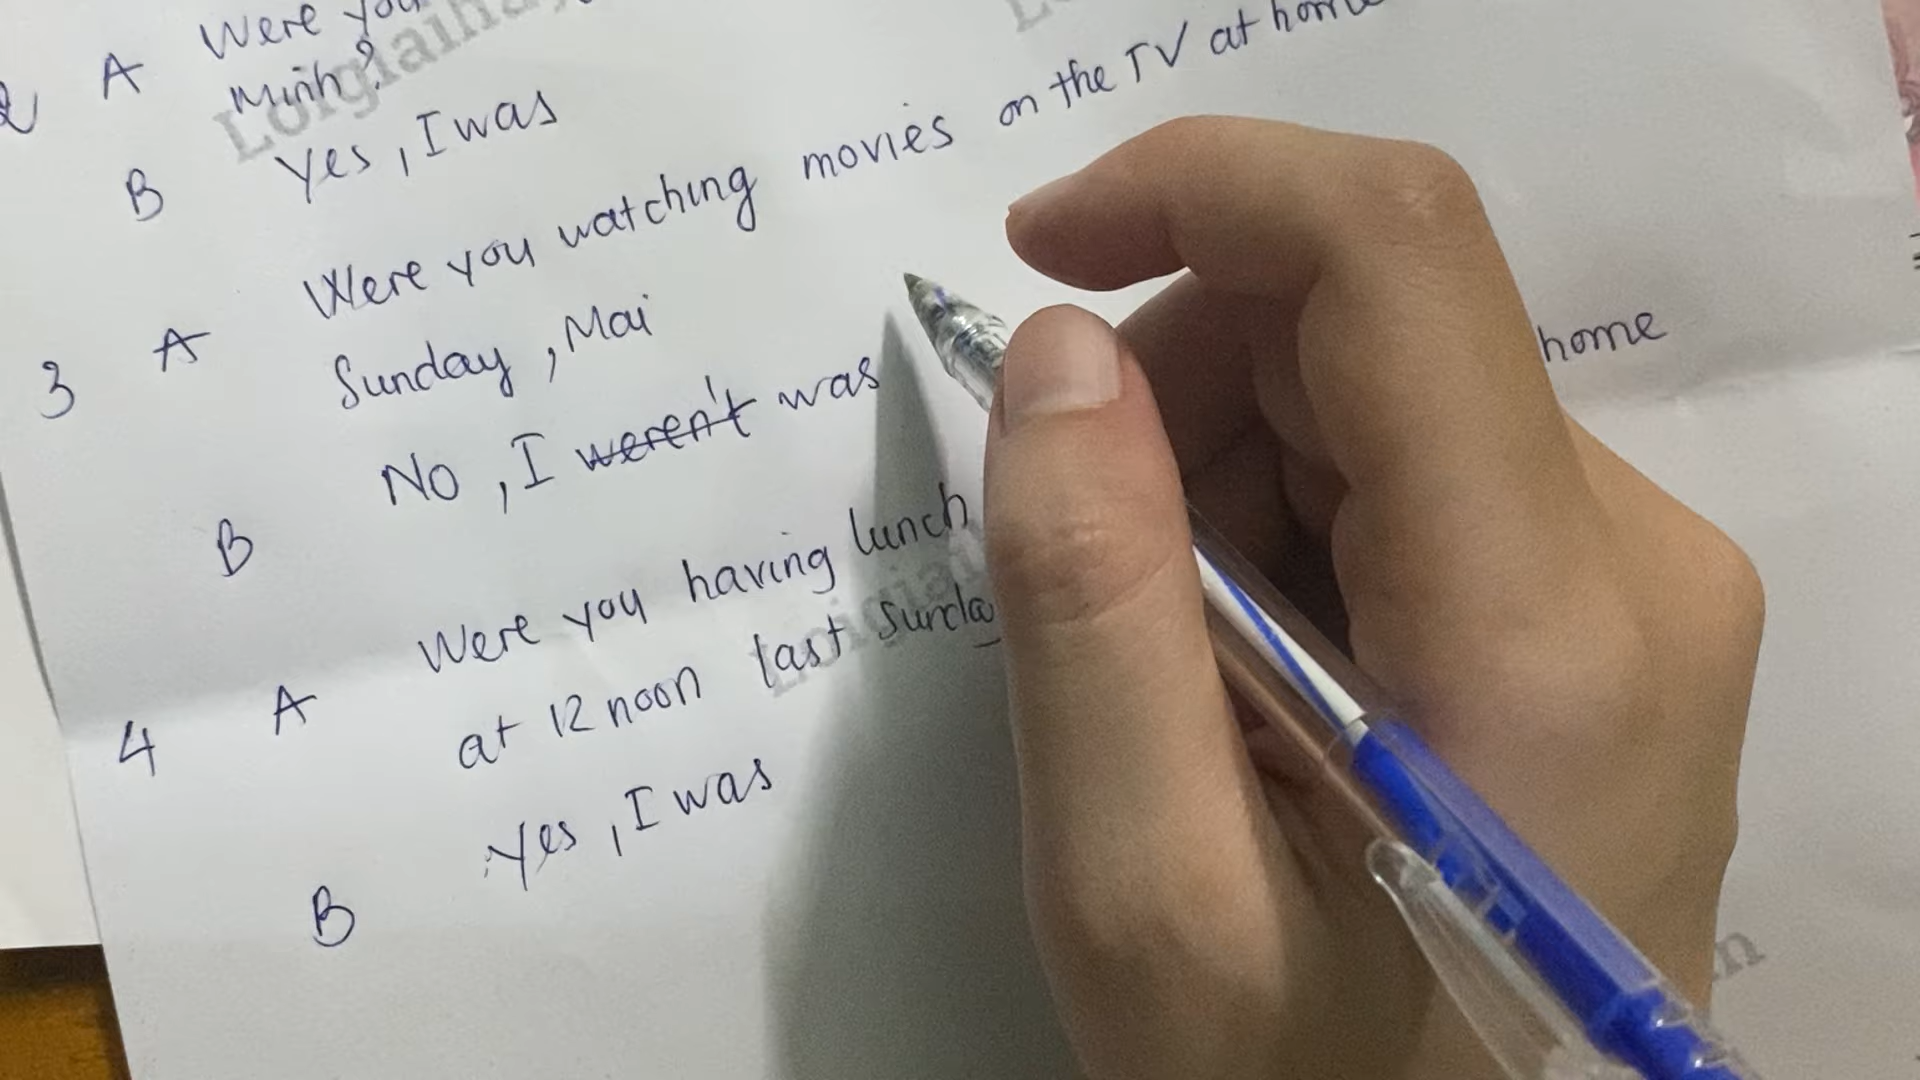 2 A Were you
Minh?
B Yes, I was
3 A Were you watching movies on the TV at home
Sunday, Mai
B No, I weren't was
4 A Were you having lunch home
at 12 noon last Sunda
B Yes, I was
Loigiaihay